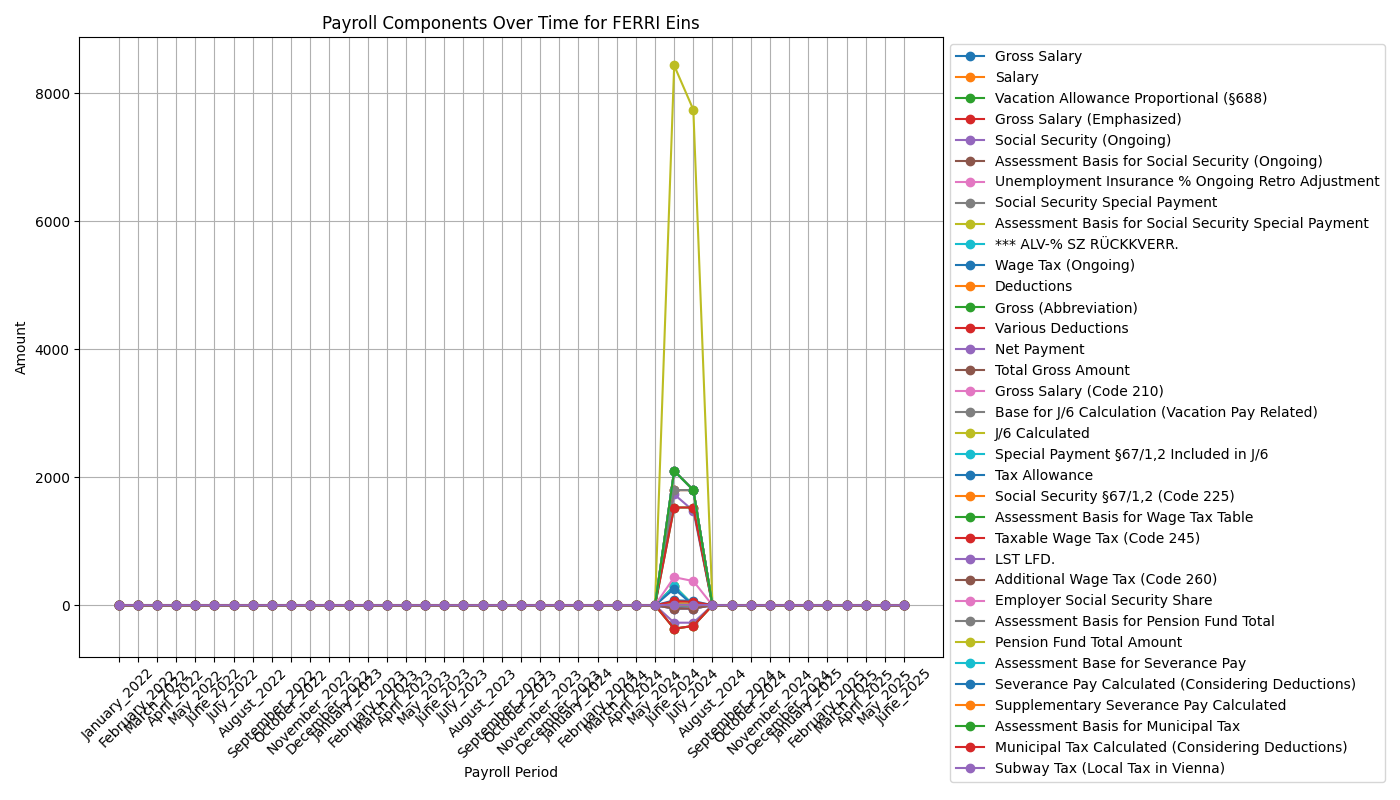 Payroll Components Over Time for FERRI Eins
Amount
8000
6000
4000
2000
0
January_2022
February_2022
March_2022
April_2022
May_2022
June_2022
July_2022
August_2022
September_2022
October_2022
November_2022
December_2022
January_2023
February_2023
March_2023
April_2023
May_2023
June_2023
July_2023
August_2023
September_2023
October_2023
November_2023
December_2023
January_2024
February_2024
March_2024
April_2024
May_2024
June_2024
July_2024
August_2024
September_2024
October_2024
November_2024
December_2024
January_2025
February_2025
March_2025
April_2025
May_2025
June_2025
Payroll Period
Gross Salary
Salary
Vacation Allowance Proportional (§688)
Gross Salary (Emphasized)
Social Security (Ongoing)
Assessment Basis for Social Security (Ongoing)
Unemployment Insurance % Ongoing Retro Adjustment
Social Security Special Payment
Assessment Basis for Social Security Special Payment
*** ALV-% SZ RÜCKKVERR.
Wage Tax (Ongoing)
Deductions
Gross (Abbreviation)
Various Deductions
Net Payment
Total Gross Amount
Gross Salary (Code 210)
Base for J/6 Calculation (Vacation Pay Related)
J/6 Calculated
Special Payment §67/1,2 Included in J/6
Tax Allowance
Social Security §67/1,2 (Code 225)
Assessment Basis for Wage Tax Table
Taxable Wage Tax (Code 245)
LST LFD.
Additional Wage Tax (Code 260)
Employer Social Security Share
Assessment Basis for Pension Fund Total
Pension Fund Total Amount
Assessment Base for Severance Pay
Severance Pay Calculated (Considering Deductions)
Supplementary Severance Pay Calculated
Assessment Basis for Municipal Tax
Municipal Tax Calculated (Considering Deductions)
Subway Tax (Local Tax in Vienna)